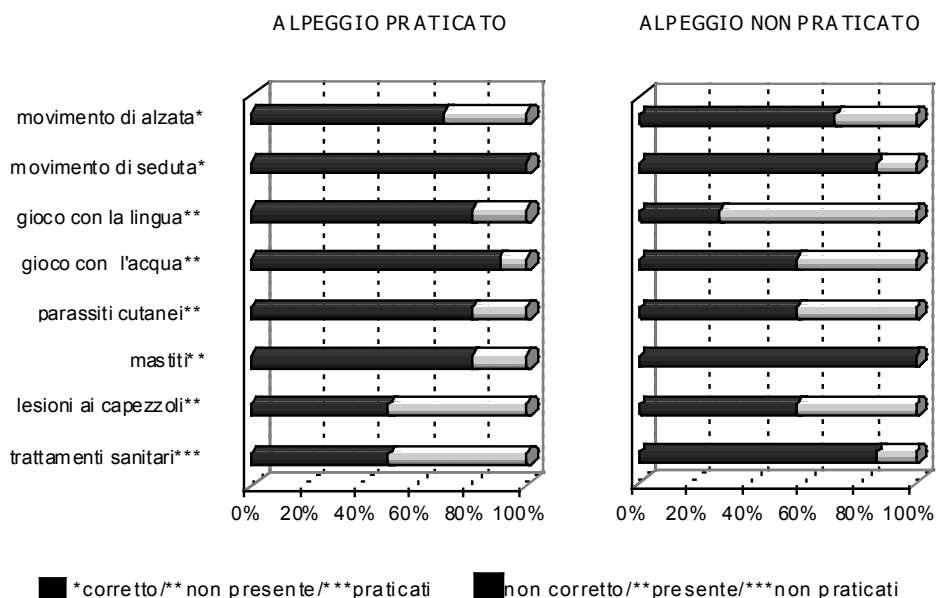 ALPEGGIO PRATICATO
ALPEGGIO NON PRATICATO
movimento di alzata*
movimento di seduta*
gioco con la lingua**
gioco con l'acqua**
parassiti cutanei**
mastiti**
lesioni ai capezzoli**
trattamenti sanitari***
0% 20% 40% 60% 80% 100%
0% 20% 40% 60% 80% 100%
*corretto/** non presente/***praticati
non corretto/**presente/***non praticati